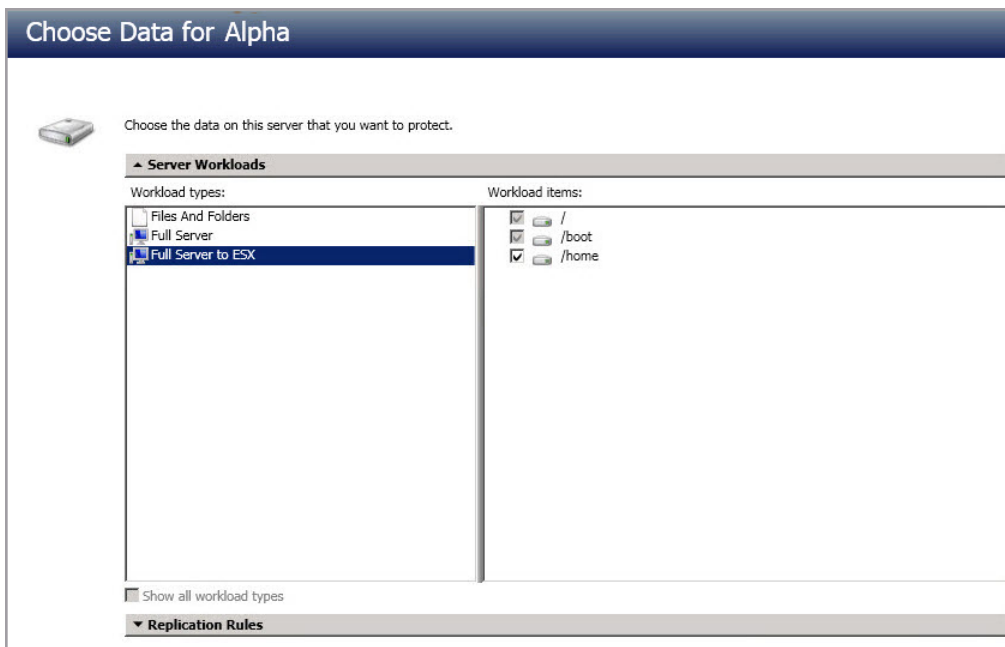 Choose Data for Alpha
Choose the data on this server that you want to protect.
Server Workloads
Workload types:
Workload items:
Files And Folders
Full Server
Full Server to ESX
/
/boot
/home
Show all workload types
Replication Rules